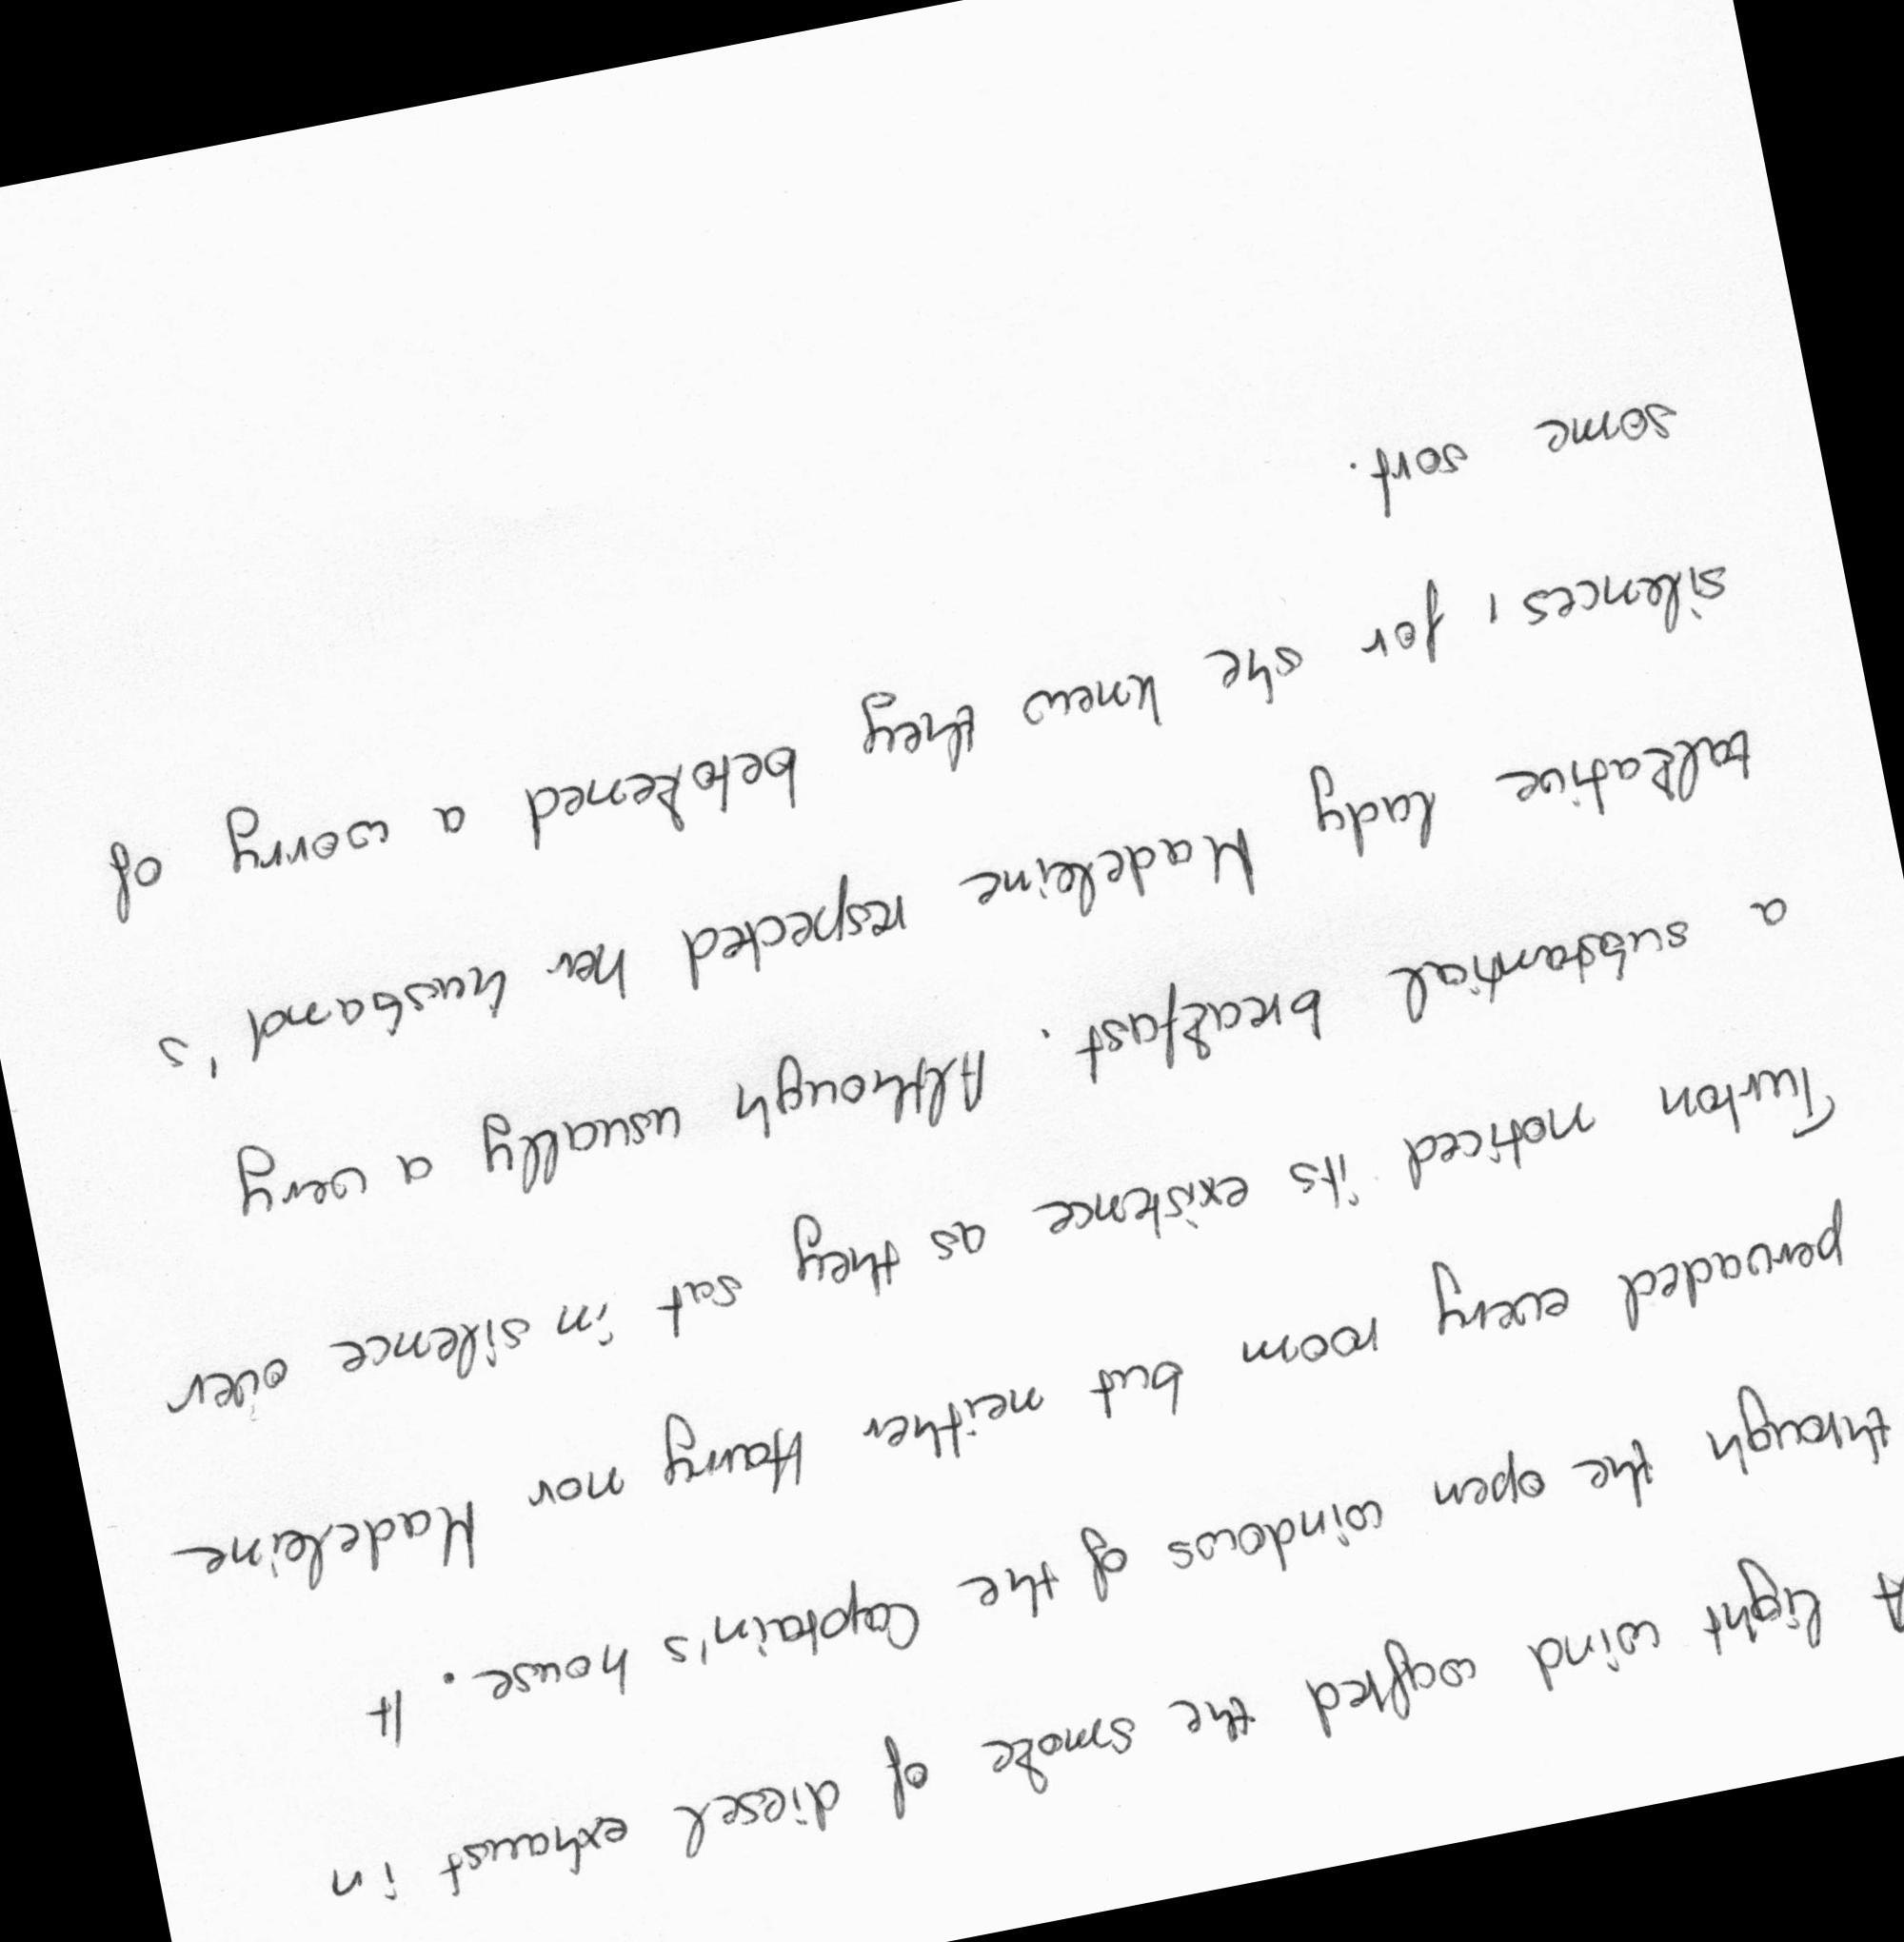 A light wind wafted the smoke of diesel exhaust in
through the open windows of the Captain's house. It
pervaded every room but neither Harry nor Madeleine
Turton noticed its existence as they sat in silence over
a substantial breakfast. Although usually a very
talkative lady Madeleine respected her husband's
silences, for she knew they betokened a worry of
some sort.